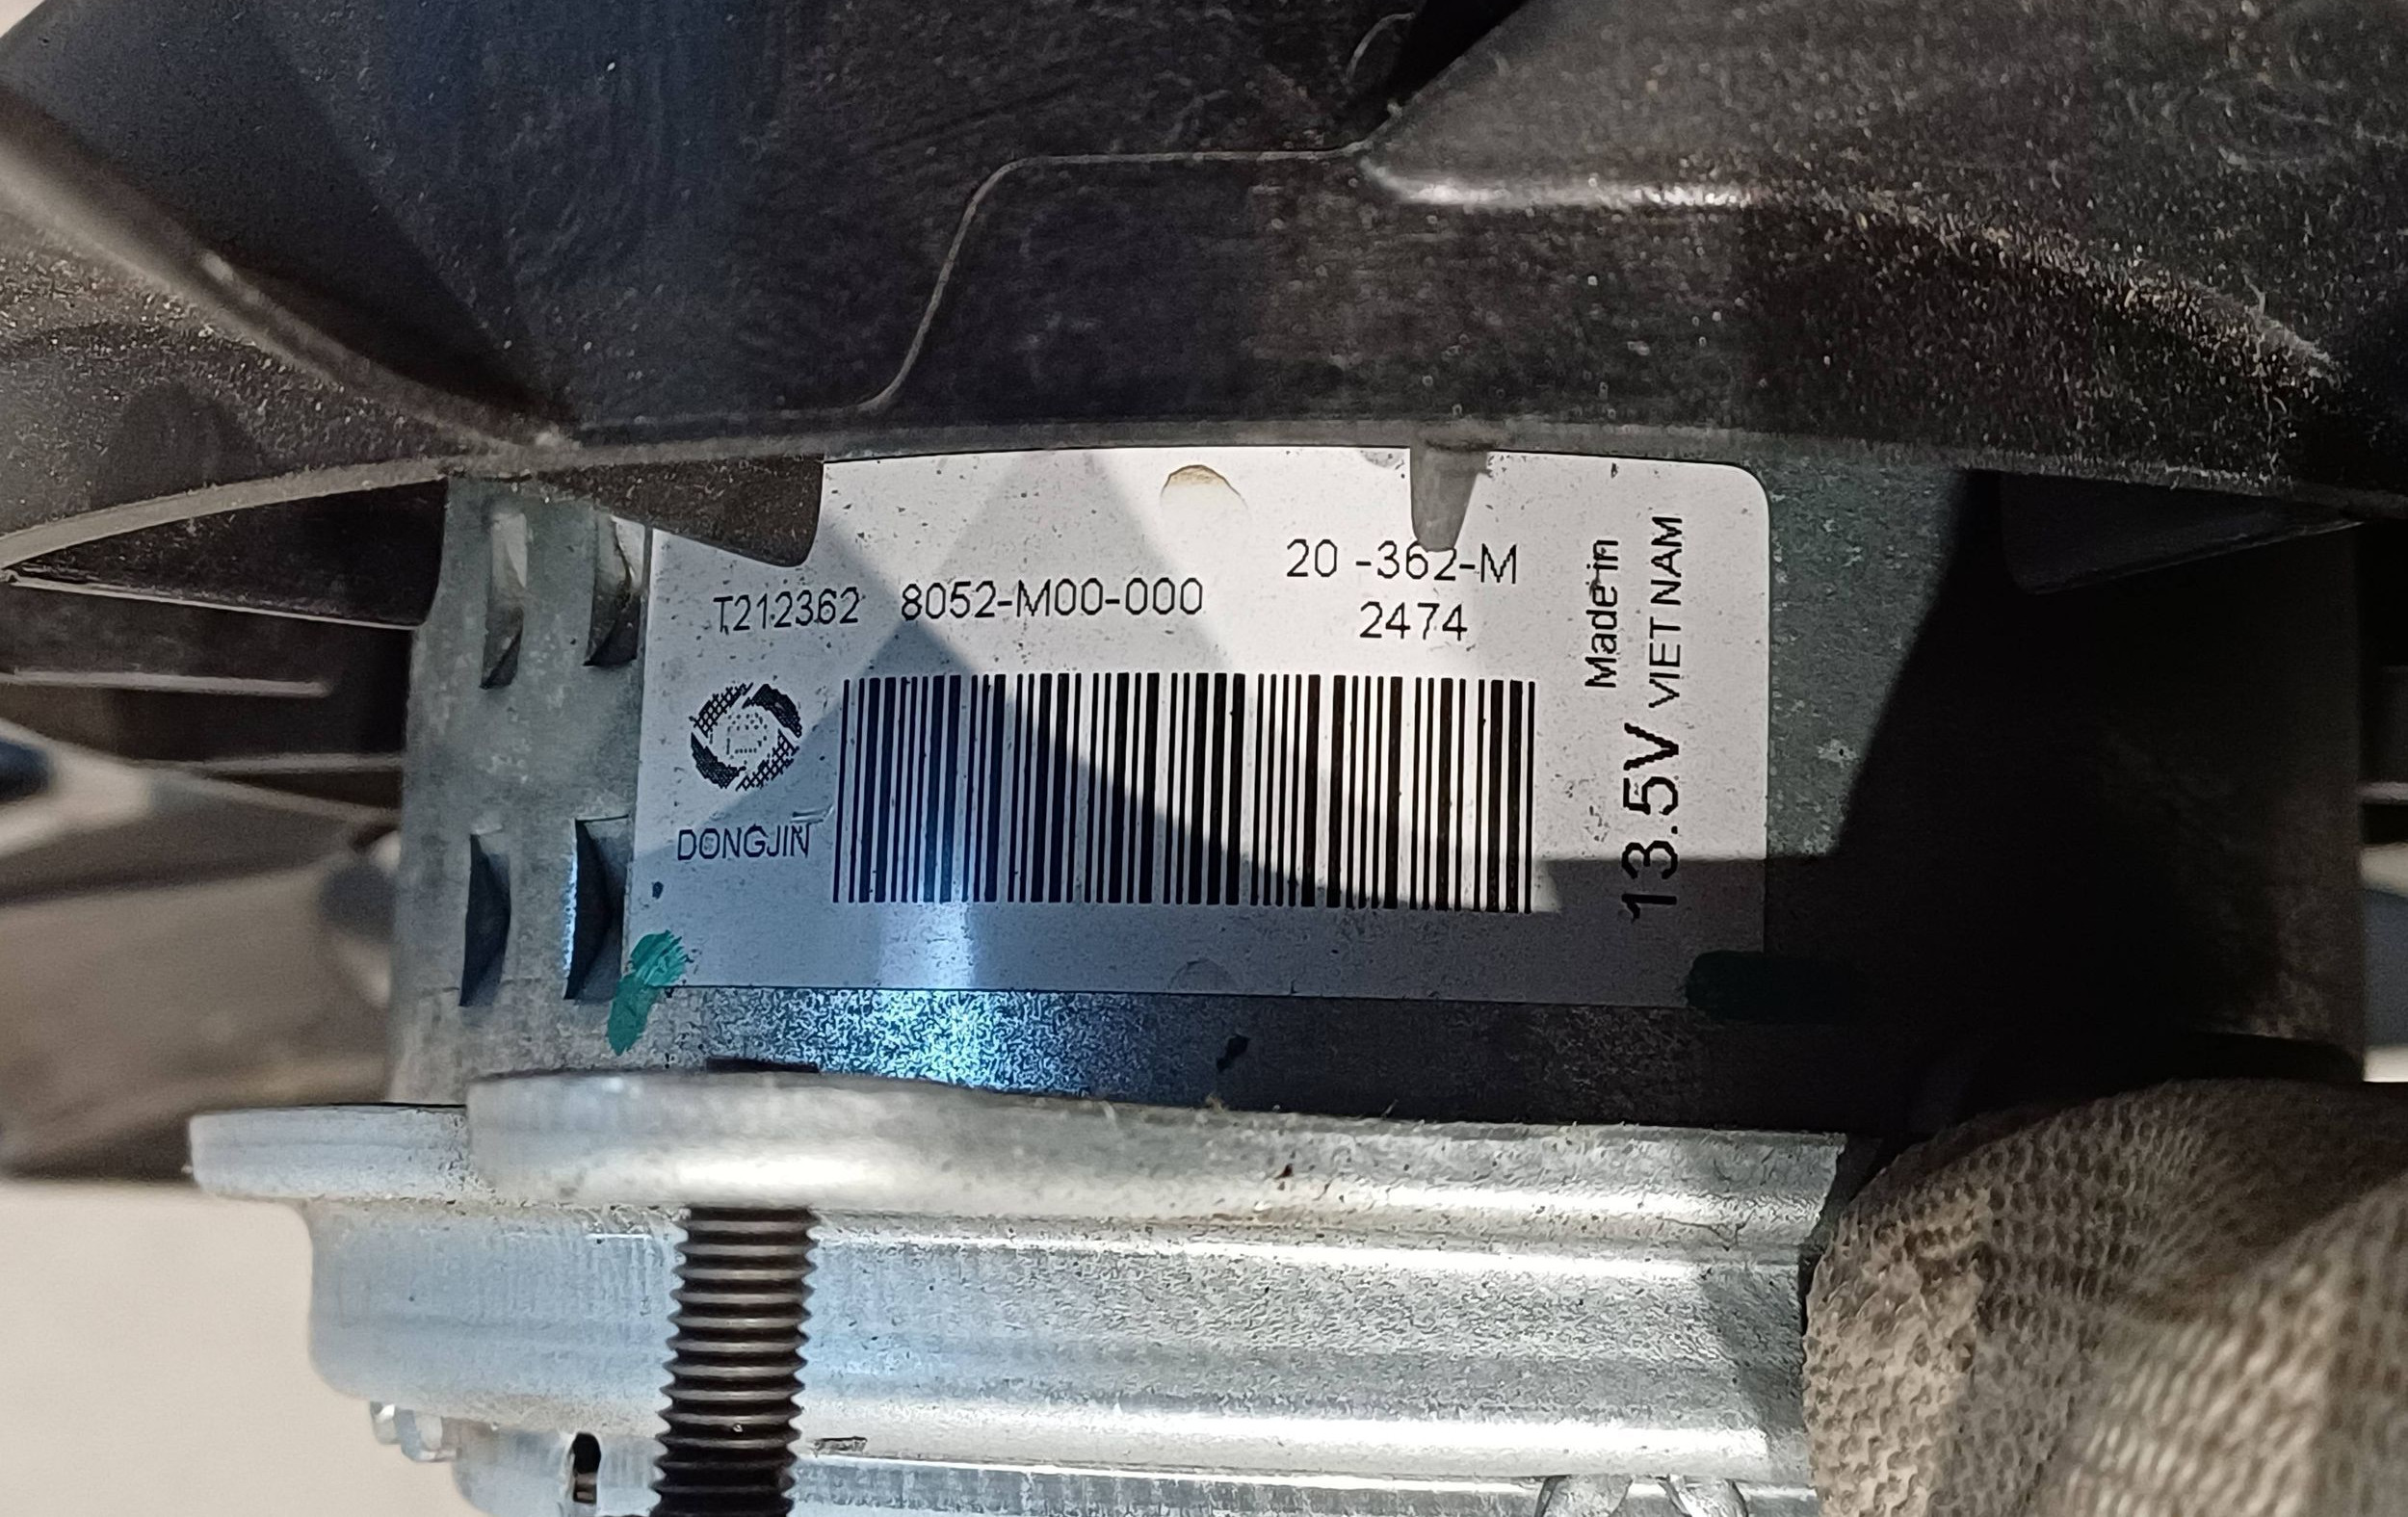 T212362 8052-M00-000
20 -362-M
2474
DONGJIN
Made in
VIET NAM
13.5V